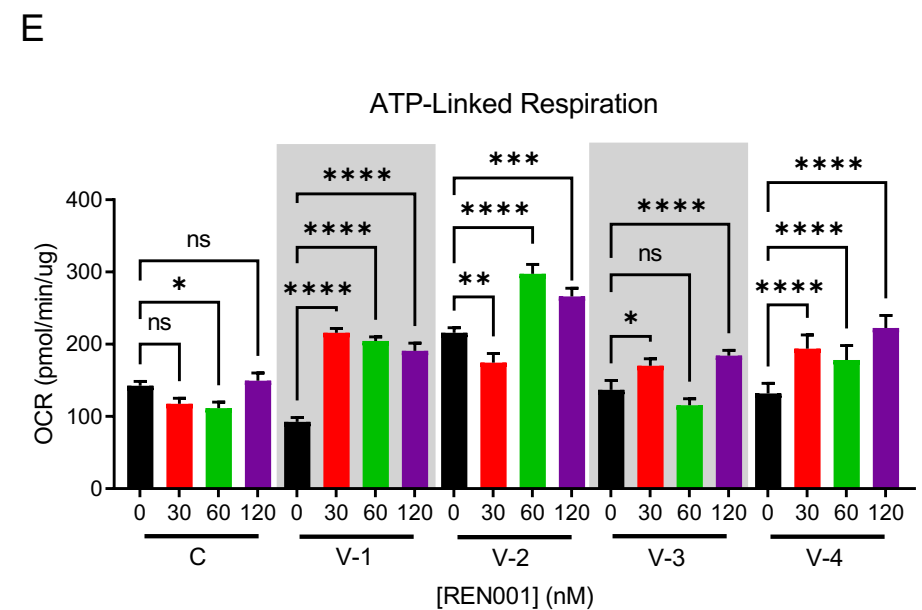 E
ATP-Linked Respiration
OCR (pmol/min/ug)
400
300
200
100
0
ns
*
ns
****
****
****
***
****
**
****
ns
*
****
****
****
0 30 60 120 0 30 60 120 0 30 60 120 0 30 60 120 0 30 60 120
C V-1 V-2 V-3 V-4
[REN001] (nM)